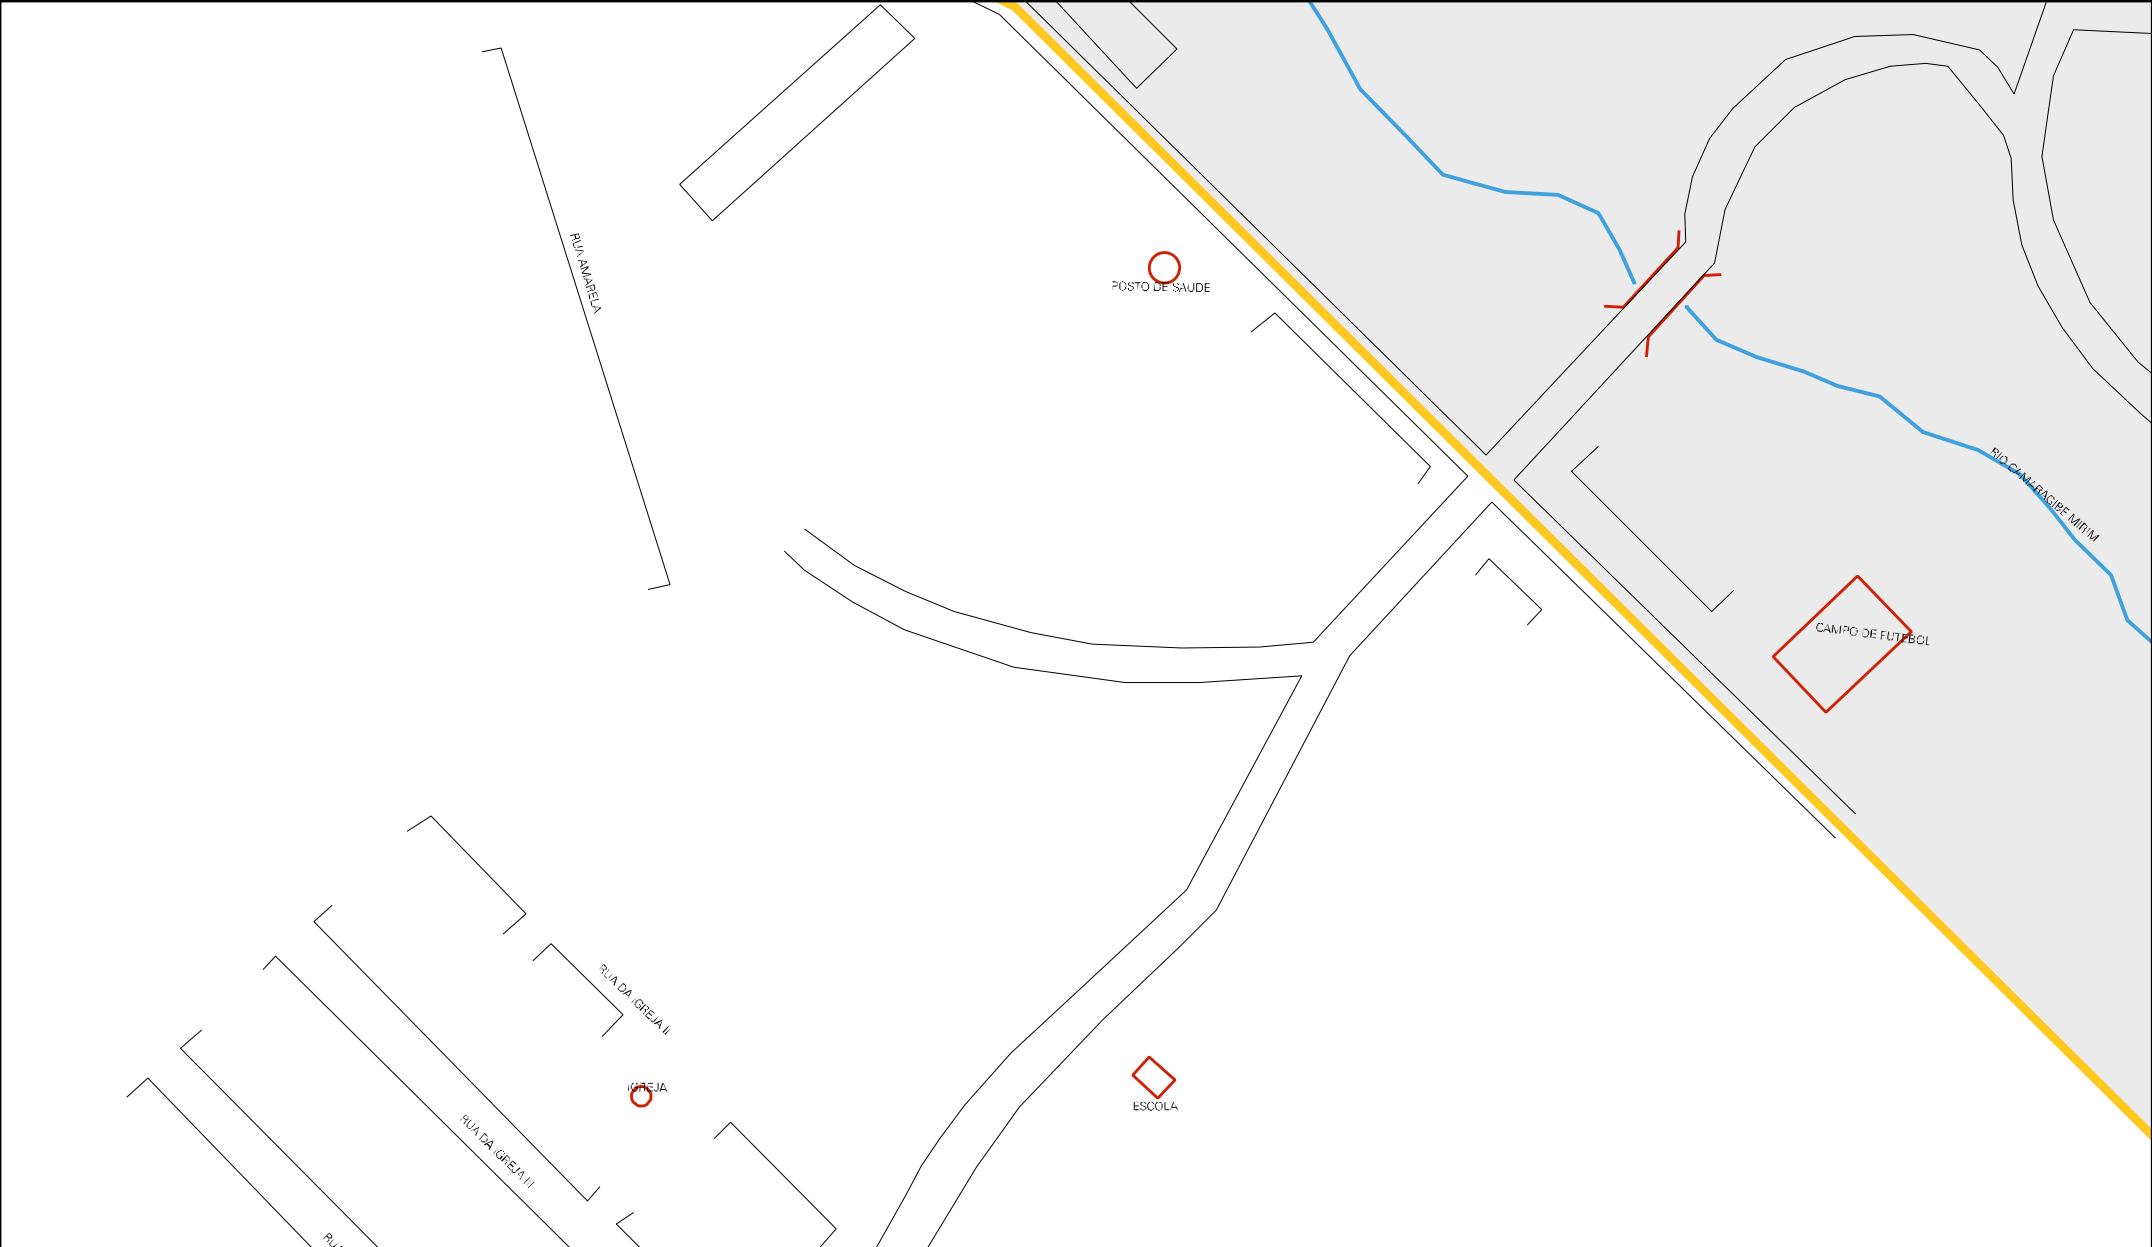 RUA AMARELA
POSTO DE SAUDE
RIO CAMARAGIBE MIRIM
CAMPO DE FUTEBOL
RUA DA IGREJA II
IGREJA
ESCOLA
RUA DA IGREJA III